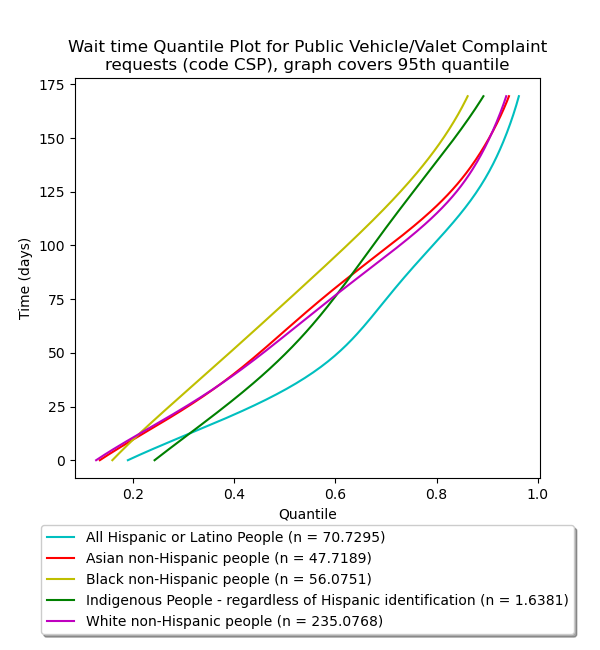 Wait time Quantile Plot for Public Vehicle/Valet Complaint
requests (code CSP), graph covers 95th quantile
175
150
125
100
75
50
25
0
Time (days)
0.2 0.4 0.6 0.8 1.0
Quantile
All Hispanic or Latino People (n = 70.7295)
Asian non-Hispanic people (n = 47.7189)
Black non-Hispanic people (n = 56.0751)
Indigenous People - regardless of Hispanic identification (n = 1.6381)
White non-Hispanic people (n = 235.0768)